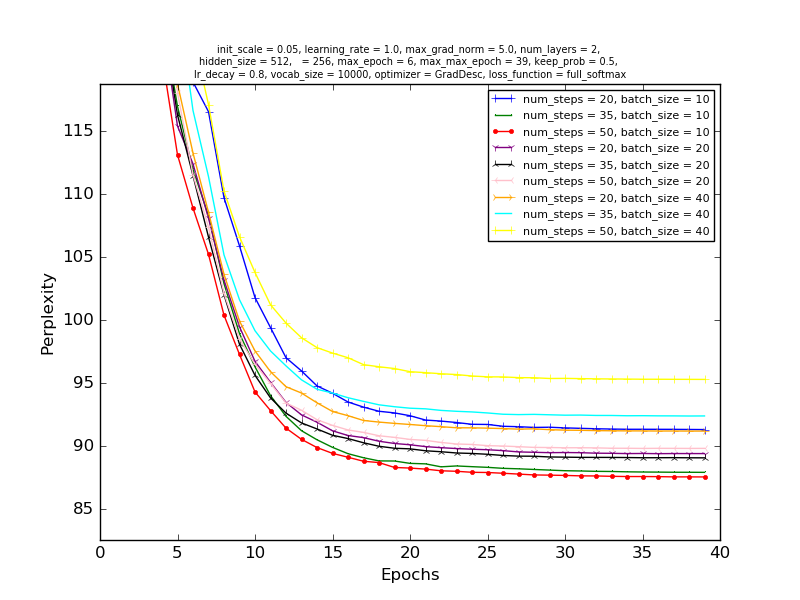 init_scale = 0.05, learning_rate = 1.0, max_grad_norm = 5.0, num_layers = 2,
hidden_size = 512,   = 256, max_epoch = 6, max_max_epoch = 39, keep_prob = 0.5,
lr_decay = 0.8, vocab_size = 10000, optimizer = GradDesc, loss_function = full_softmax
num_steps = 20, batch_size = 10
num_steps = 35, batch_size = 10
num_steps = 50, batch_size = 10
num_steps = 20, batch_size = 20
num_steps = 35, batch_size = 20
num_steps = 50, batch_size = 20
num_steps = 20, batch_size = 40
num_steps = 35, batch_size = 40
num_steps = 50, batch_size = 40
115
110
105
100
95
90
85
Perplexity
0 5 10 15 20 25 30 35 40
Epochs